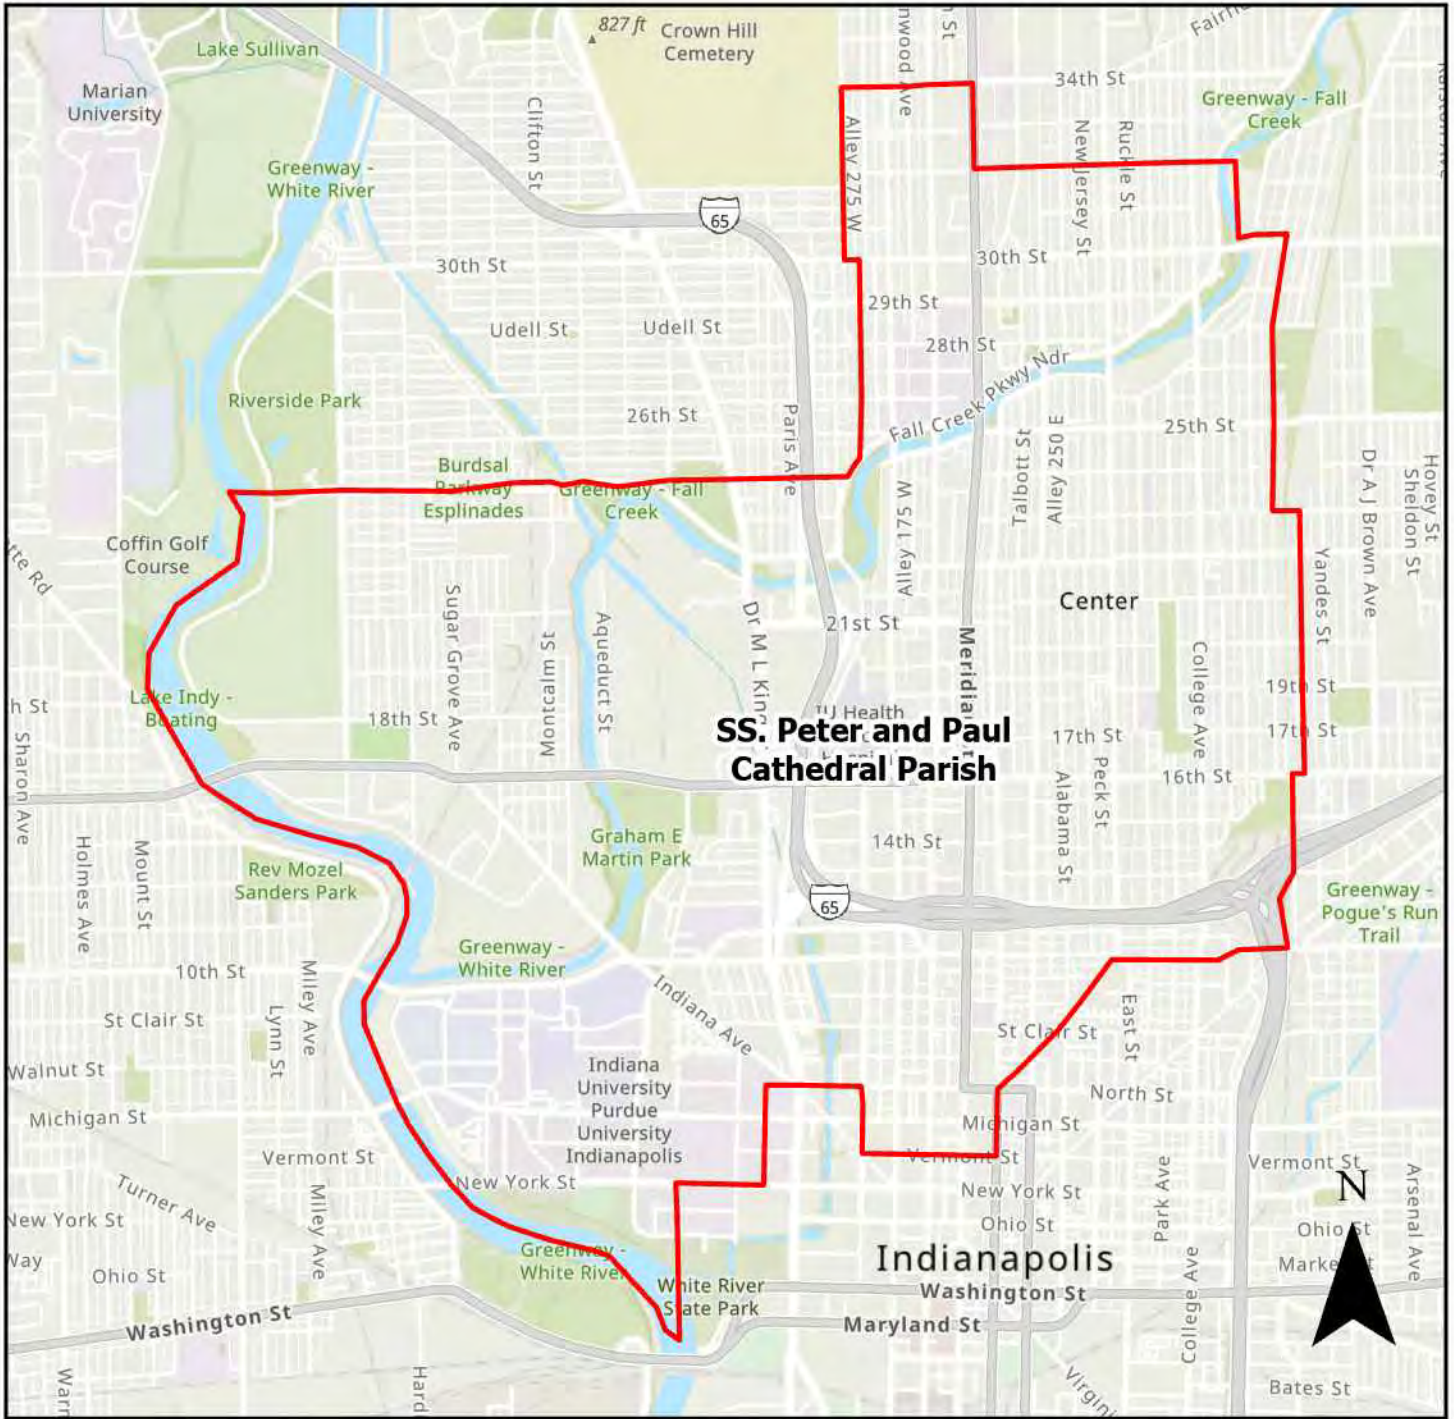 827 ft
Crown Hill
Cemetery
nwood Ave
Lake Sullivan
Marian
University
34th St
Greenway - Fall
Creek
Clifton St
Alley 275 W
New Jersey St
Ruckle St
Greenway -
White River
65
30th St
30th St
29th St
Udell St
Udell St
28th St
Fall Creek Pkwy Ndr
Riverside Park
26th St
Paris Ave
25th St
Talbott St
Alley 250 E
Alley 175 W
Dr A J Brown Ave
Hovey St
Sheldon St
Burdsal
Parkway
Esplinades
Greenway - Fall
Creek
Coffin Golf
Course
Yandes St
Sugar Grove Ave
Montcalm St
Aqueduct St
Dr M L King
21st St
Center
Meridian
College Ave
19th St
Lake Indy -
Boating
h St
18th St
IU Health
SS. Peter and Paul
Cathedral Parish
17th St
17th St
16th St
Sharon Ave
Peck St
Alabama St
14th St
Graham E
Martin Park
Holmes Ave
Mount St
Rev Mozel
Sanders Park
65
Greenway -
Pogue's Run
Trail
Greenway -
White River
10th St
Miley Ave
Lynn St
Indiana Ave
St Clair St
St Clair St
East St
Walnut St
Indiana
University
Purdue
University
Indianapolis
North St
Michigan St
Michigan St
Vermont St
Vermont St
Vermont St
N
New York St
New York St
New York St
Turner Ave
Miley Ave
Park Ave
Arsenal Ave
Ohio St
Ohio St
Way
Greenway -
White River
Indianapolis
College Ave
Ohio St
White River
State Park
Washington St
Washington St
Maryland St
Virgini
Bates St
Warr
Hard